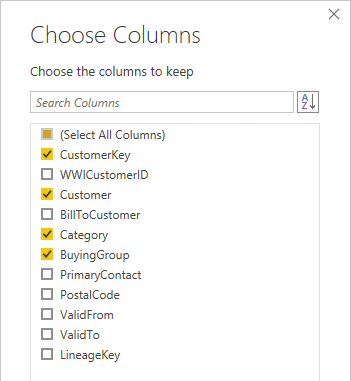 Choose Columns
Choose the columns to keep
Search Columns
A
Z
(Select All Columns)
CustomerKey
WWICustomerID
Customer
BillToCustomer
Category
BuyingGroup
PrimaryContact
PostalCode
ValidFrom
ValidTo
LineageKey